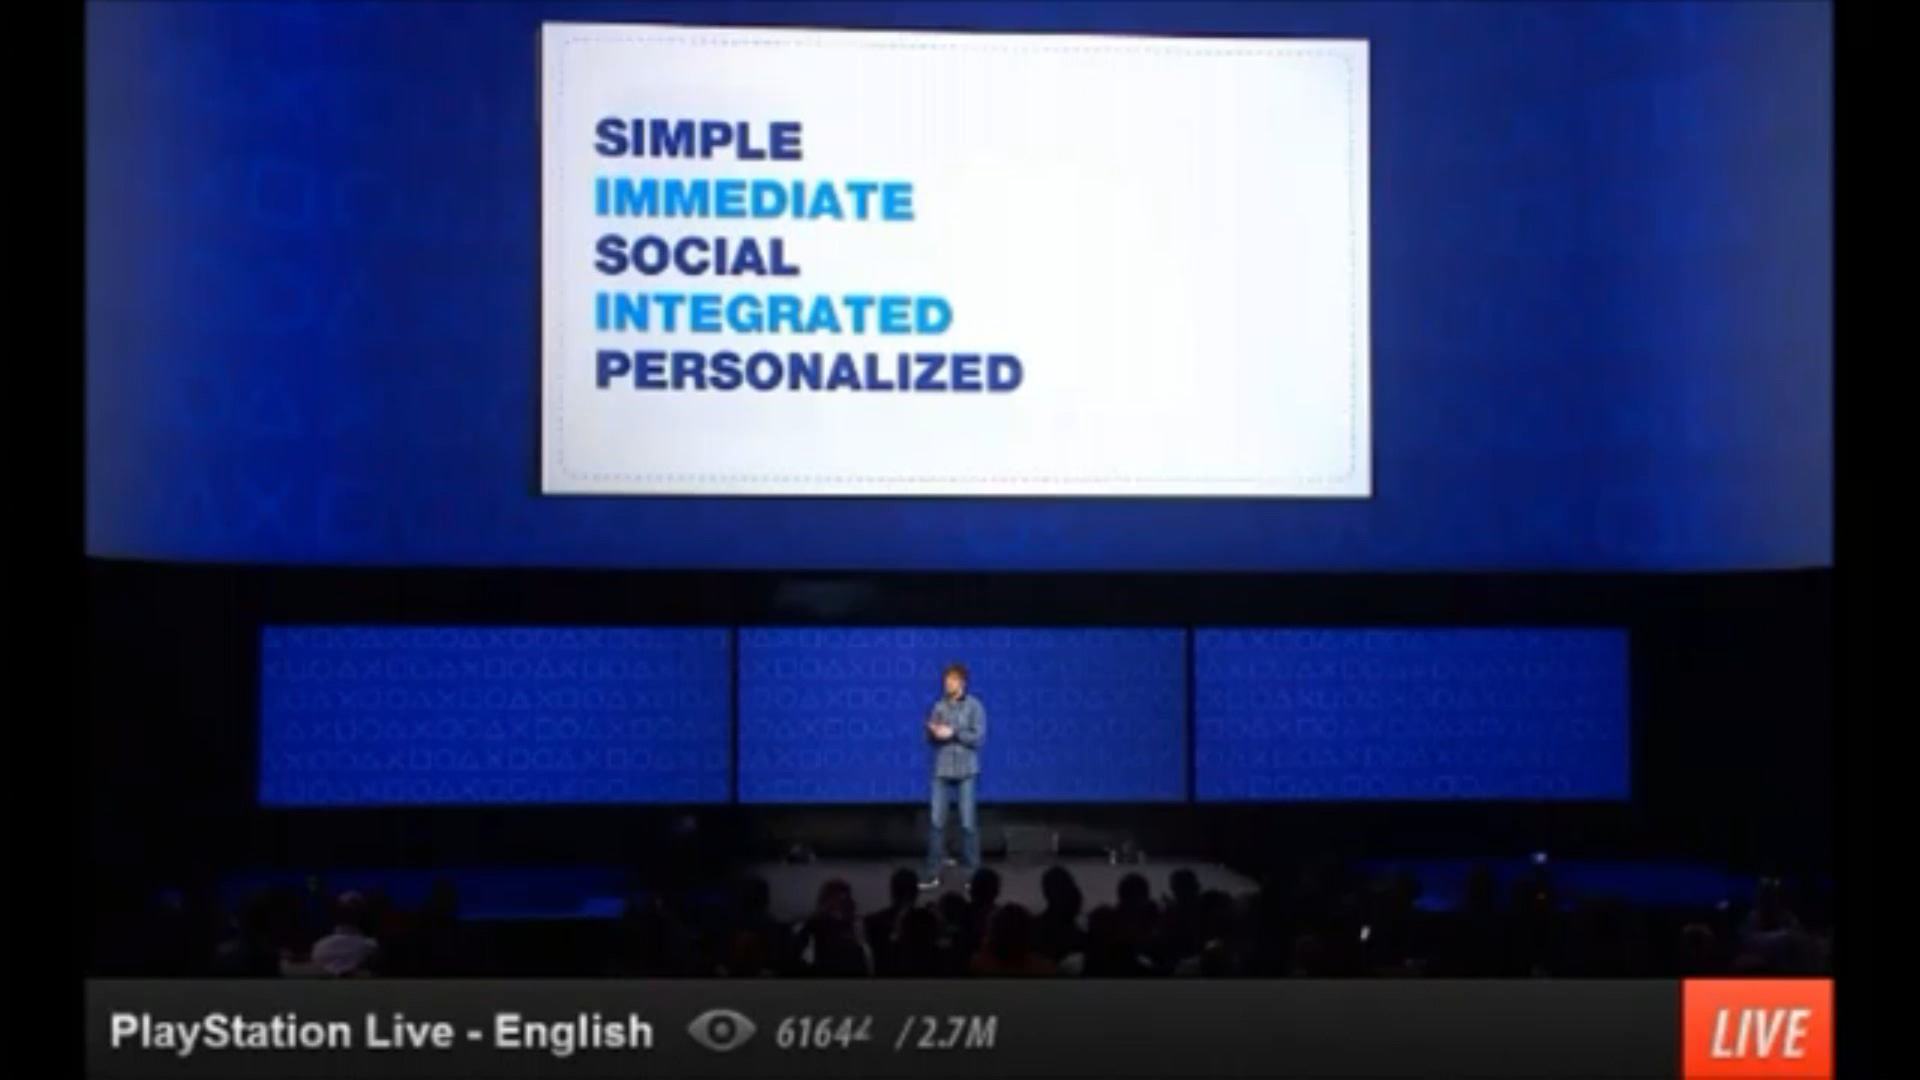 SIMPLE
IMMEDIATE
SOCIAL
INTEGRATED
PERSONALIZED
PlayStation Live - English
/ 2.7M
LIVE